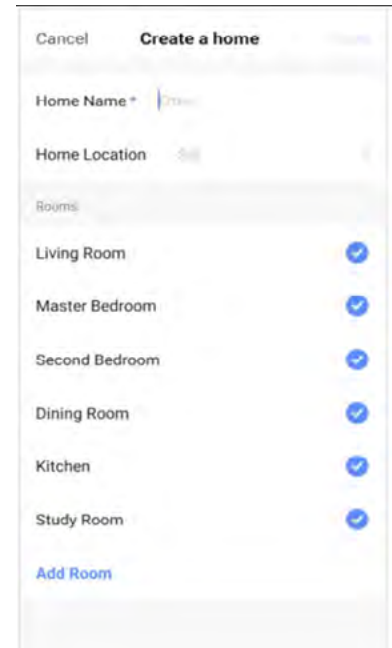 Cancel Create a home
Home Name *
Home Location
Rooms
Living Room
Master Bedroom
Second Bedroom
Dining Room
Kitchen
Study Room
Add Room